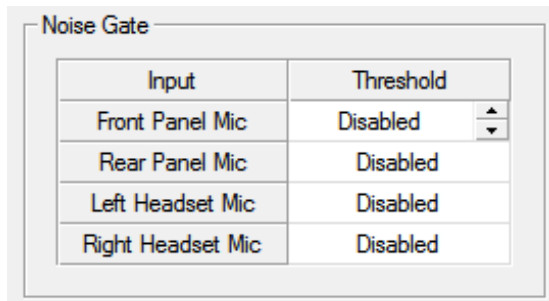 Noise Gate
Input Threshold
Front Panel Mic Disabled
Rear Panel Mic Disabled
Left Headset Mic Disabled
Right Headset Mic Disabled